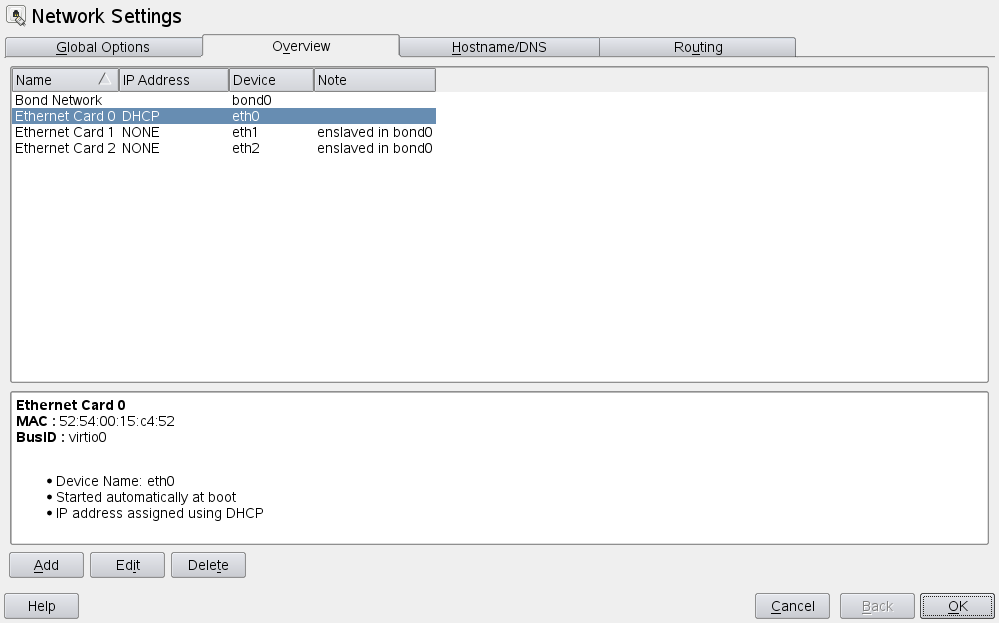 Network Settings
Global Options Overview Hostname/DNS Routing
Name IP Address Device Note
Bond Network bond0
Ethernet Card 0 DHCP eth0
Ethernet Card 1 NONE eth1 enslaved in bond0
Ethernet Card 2 NONE eth2 enslaved in bond0
Ethernet Card 0
MAC : 52:54:00:15:c4:52
BusID : virtio0
• Device Name: eth0
• Started automatically at boot
• IP address assigned using DHCP
Add Edit Delete
Help Cancel Back OK